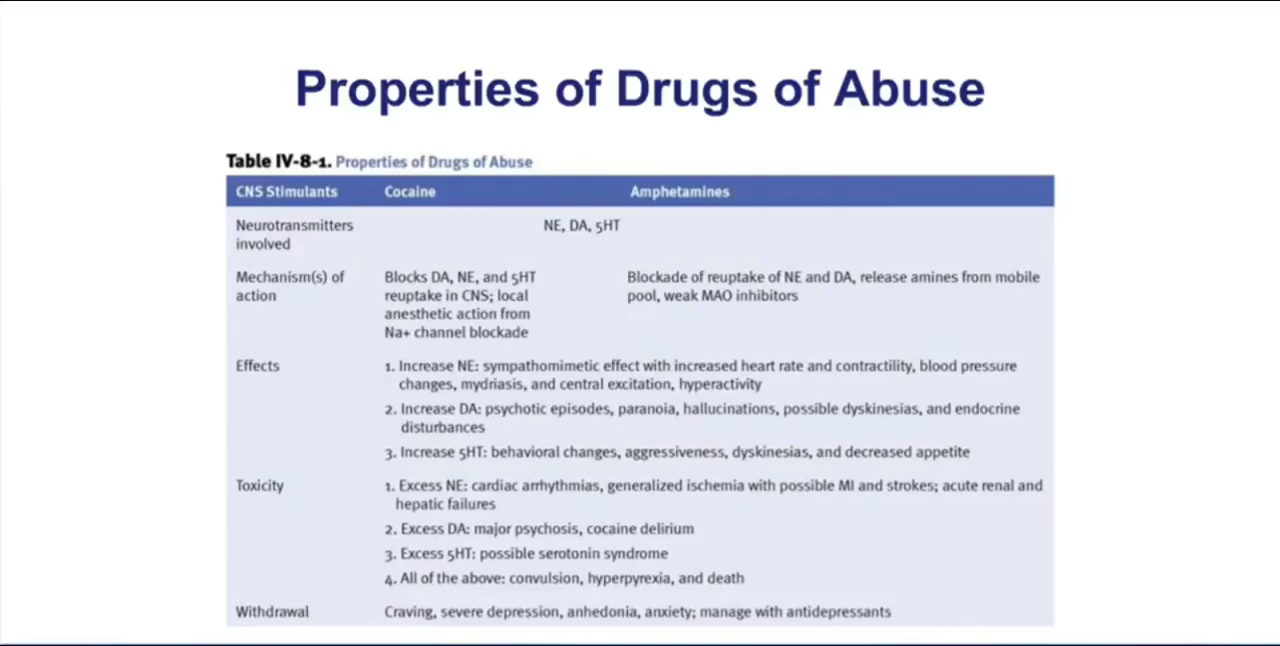 Properties of Drugs of Abuse
Table IV-8-1. Properties of Drugs of Abuse
CNS Stimulants Cocaine Amphetamines
Neurotransmitters involved NE, DA, 5HT
Mechanism(s) of action
Blocks DA, NE, and 5HT
reuptake in CNS; local
anesthetic action from
Na+ channel blockade
Blockade of reuptake of NE and DA, release amines from mobile
pool, weak MAO inhibitors
Effects
1. Increase NE: sympathomimetic effect with increased heart rate and contractility, blood pressure
changes, mydriasis, and central excitation, hyperactivity
2. Increase DA: psychotic episodes, paranoia, hallucinations, possible dyskinesias, and endocrine
disturbances
3. Increase 5HT: behavioral changes, aggressiveness, dyskinesias, and decreased appetite
Toxicity
1. Excess NE: cardiac arrhythmias, generalized ischemia with possible MI and strokes; acute renal and
hepatic failures
2. Excess DA: major psychosis, cocaine delirium
3. Excess 5HT: possible serotonin syndrome
4. All of the above: convulsion, hyperpyrexia, and death
Withdrawal Craving, severe depression, anhedonia, anxiety; manage with antidepressants